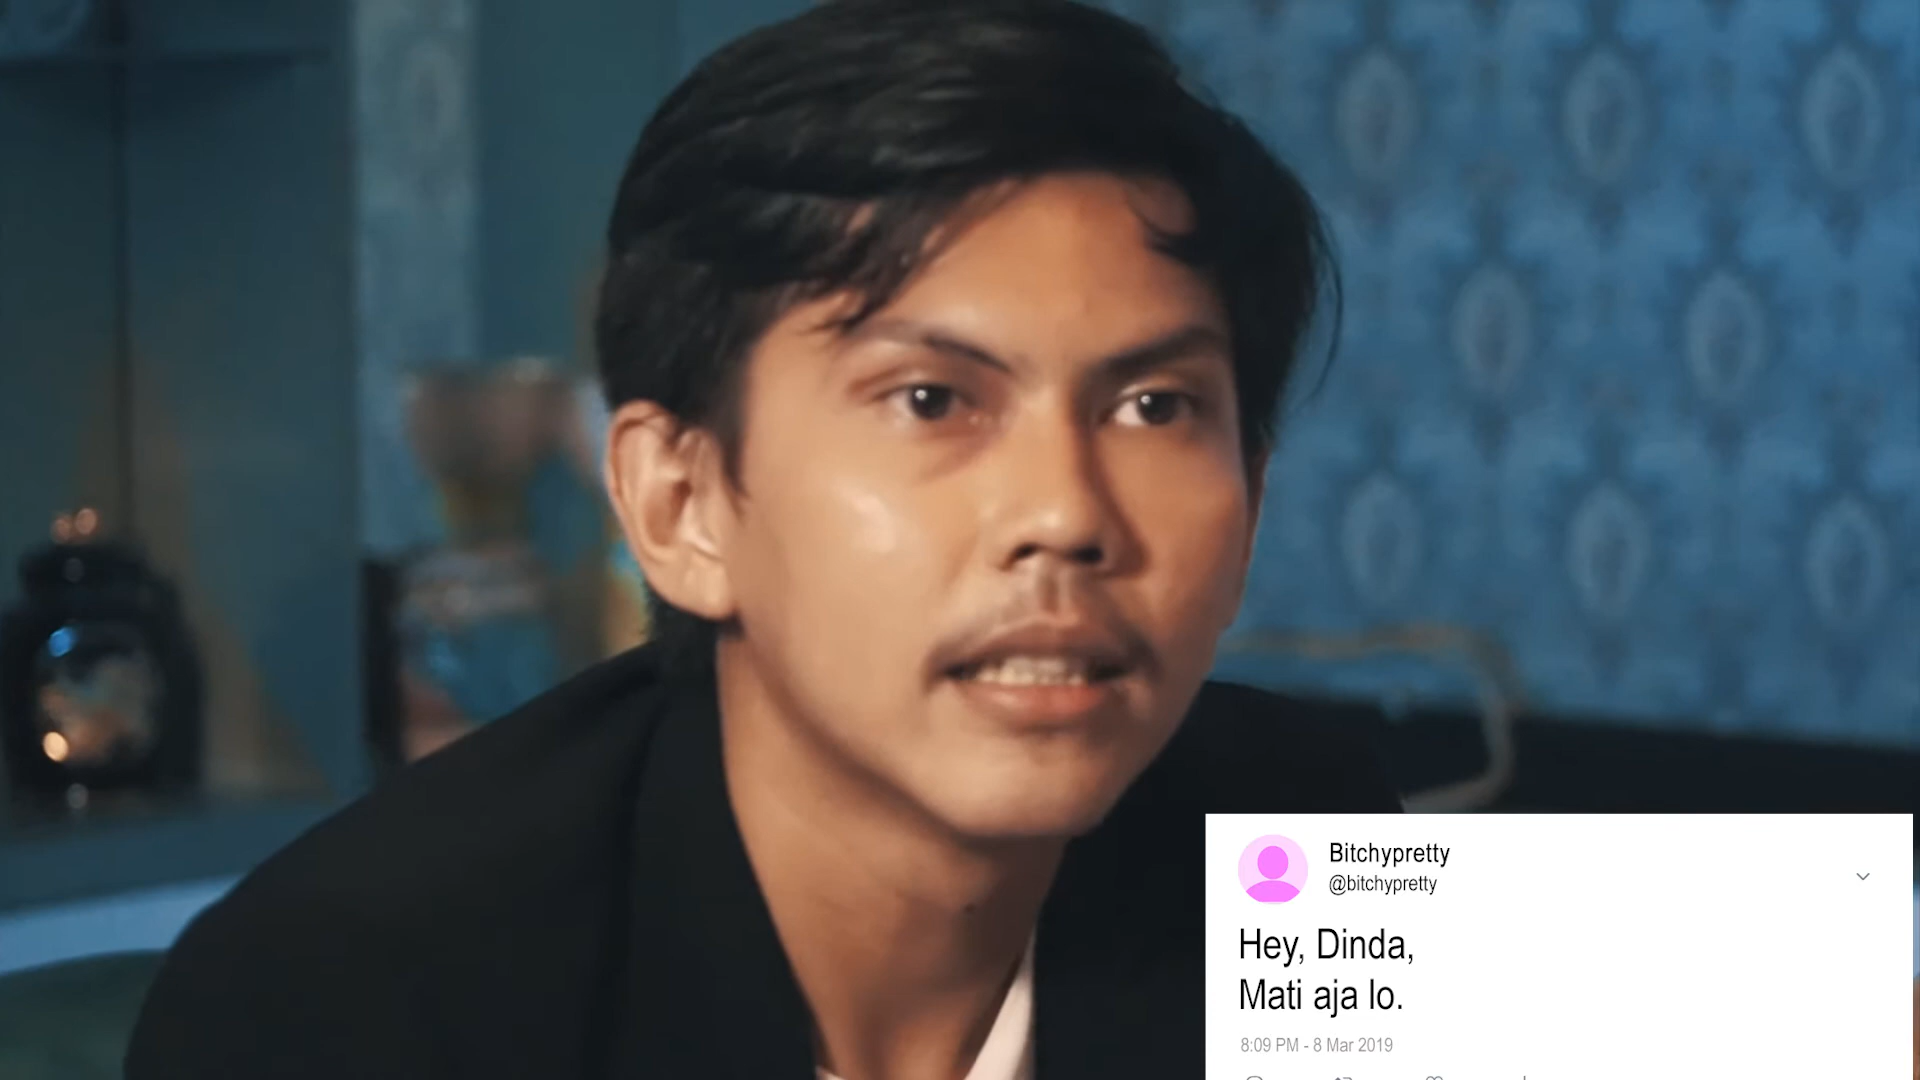 Bitchypretty
@bitchypretty
Hey, Dinda,
Mati aja lo.
8:09 PM - 8 Mar 2019